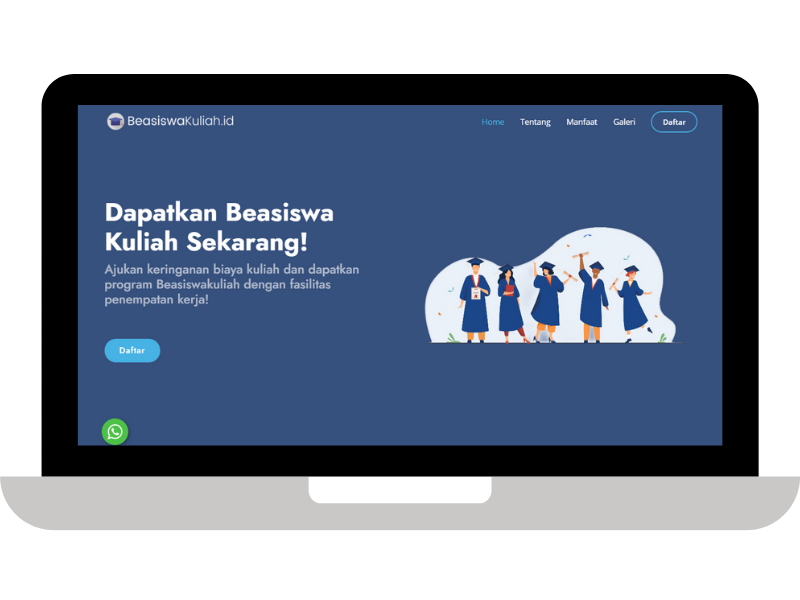 BeasiswaKuliah.id
Home Tentang Manfaat Galeri Daftar
Dapatkan Beasiswa
Kuliah Sekarang!
Ajukan keringanan biaya kuliah dan dapatkan
program Beasiswakuliah dengan fasilitas
penempatan kerja!
Daftar